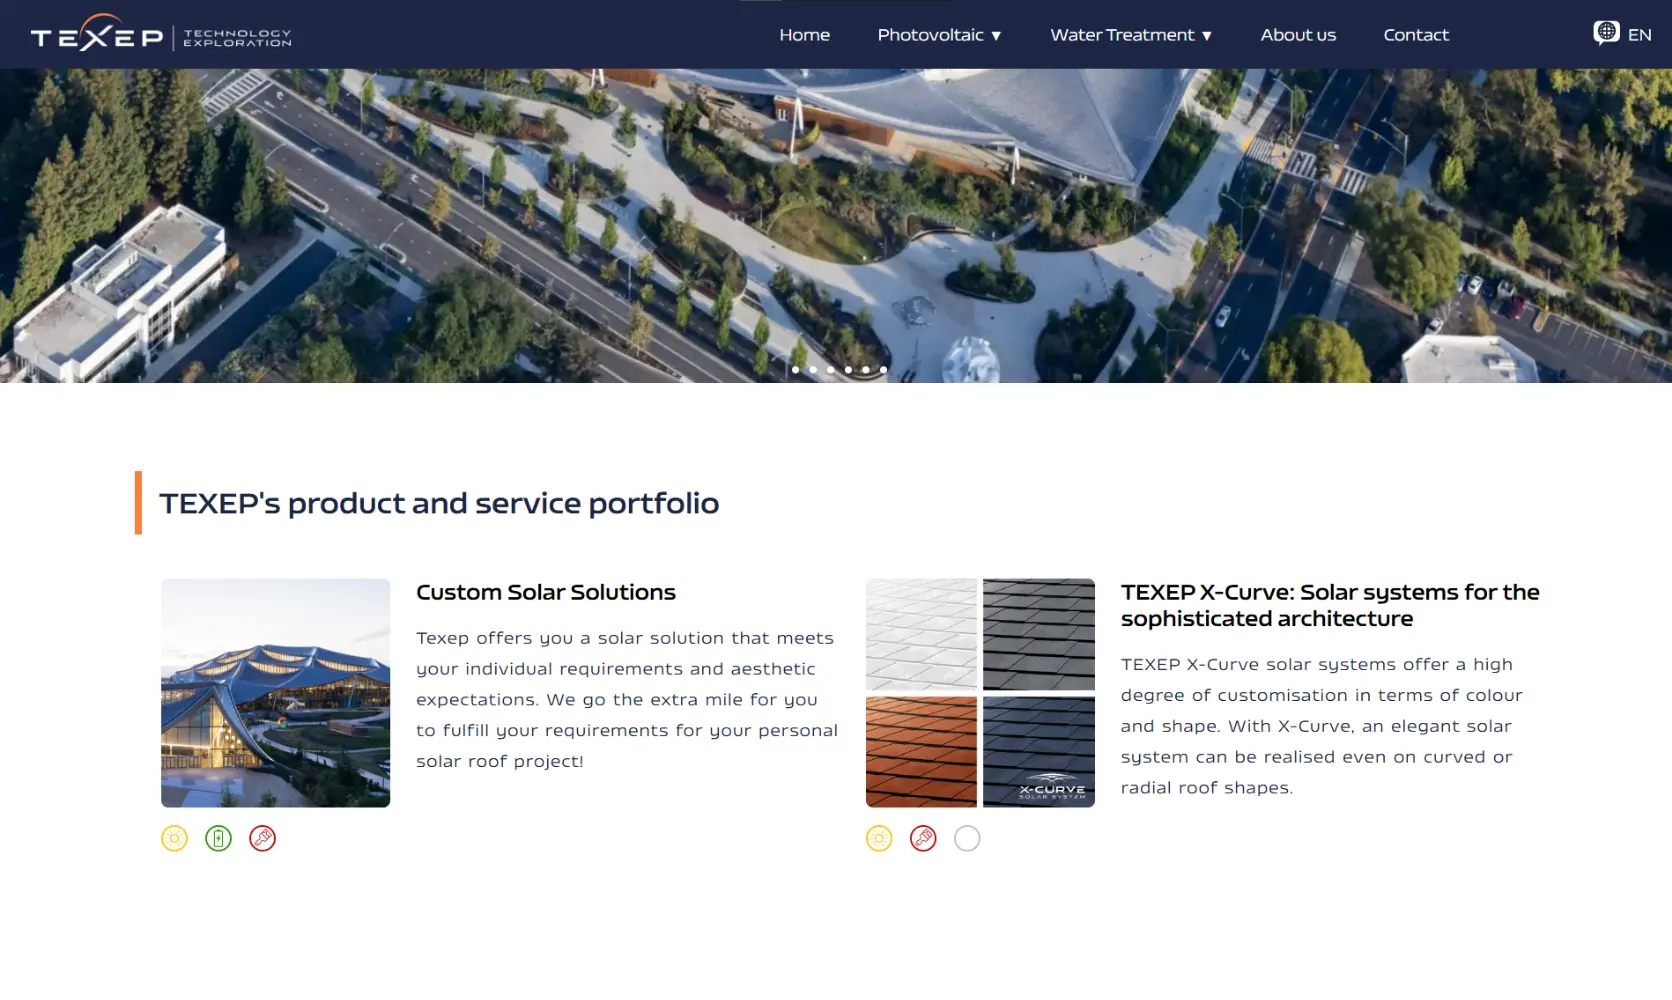 TEXEP TECHNOLOGY EXPLORATION
Home
Photovoltaic ▼
Water Treatment ▼
About us
Contact
EN
TEXEP's product and service portfolio
Custom Solar Solutions
Texep offers you a solar solution that meets
your individual requirements and aesthetic
expectations. We go the extra mile for you
to fulfill your requirements for your personal
solar roof project!
TEXEP X-Curve: Solar systems for the
sophisticated architecture
TEXEP X-Curve solar systems offer a high
degree of customisation in terms of colour
and shape. With X-Curve, an elegant solar
system can be realised even on curved or
radial roof shapes.
X-CURVE
SOLAR SYSTEM